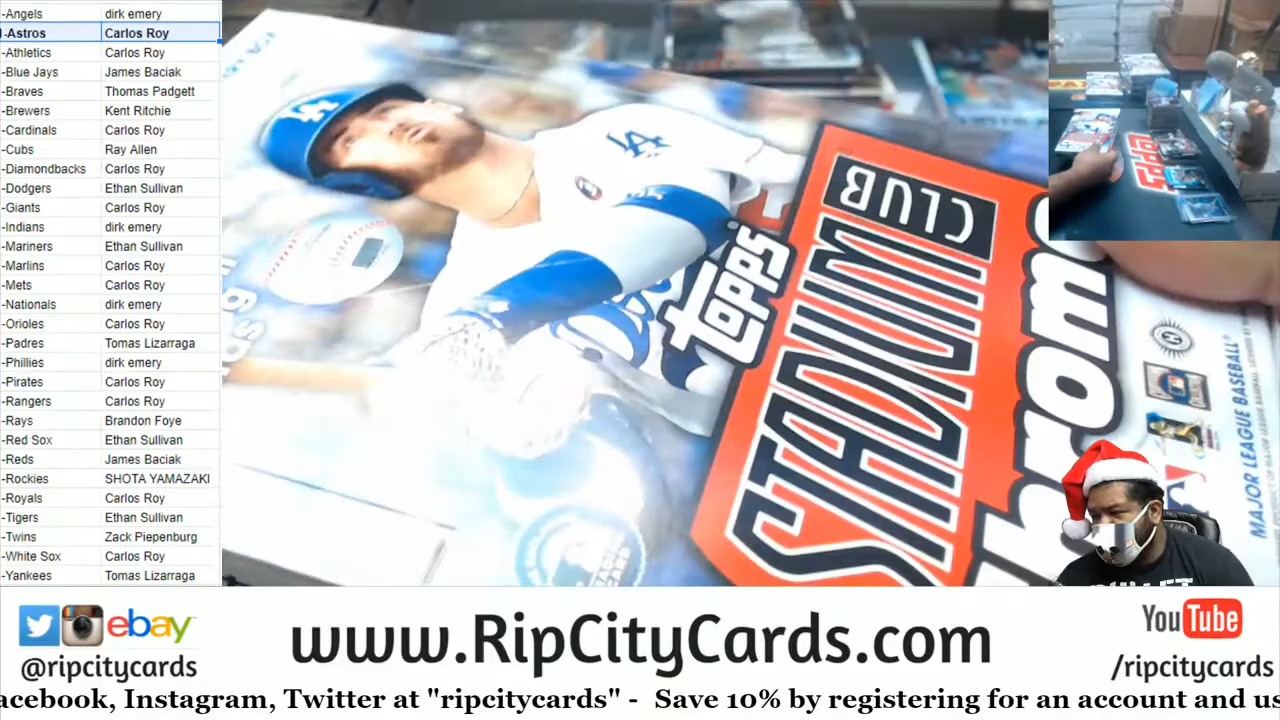 -Angels dirk emery
-Astros Carlos Roy
-Athletics Carlos Roy
-Blue Jays James Baciak
-Braves Thomas Padgett
-Brewers Kent Ritchie
-Cardinals Carlos Roy
-Cubs Ray Allen
-Diamondbacks Carlos Roy
-Dodgers Ethan Sullivan
-Giants Carlos Roy
-Indians dirk emery
-Mariners Ethan Sullivan
-Marlins Carlos Roy
-Mets Carlos Roy
-Nationals dirk emery
-Orioles Carlos Roy
-Padres Tomas Lizarraga
-Phillies dirk emery
-Pirates Carlos Roy
-Rangers Carlos Roy
-Rays Brandon Foye
-Red Sox Ethan Sullivan
-Reds James Baciak
-Rockies SHOTA YAMAZAKI
-Royals Carlos Roy
-Tigers Ethan Sullivan
-Twins Zack Piepenburg
-White Sox Carlos Roy
-Yankees Tomas Lizarraga
LA
LA
topps
STADIUM
CLUB
chrome
MAJOR LEAGUE BASEBALL
TOPPS
ebay
@ripcitycards
www.RipCityCards.com
YouTube
/ripcitycards
acebook, Instagram, Twitter at "ripcitycards" - Save 10% by registering for an account and us